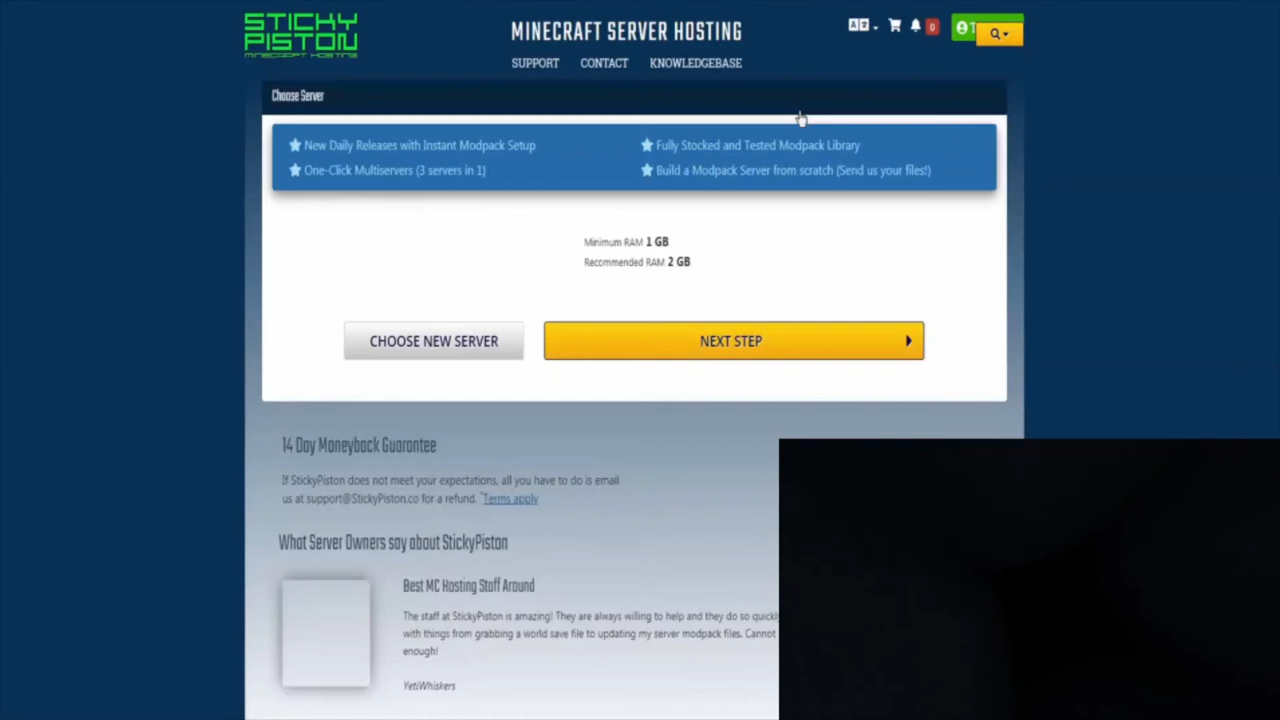 STICKY
PISTON
MINECRAFT HOSTING
MINECRAFT SERVER HOSTING
0
SUPPORT CONTACT KNOWLEDGEBASE
Choose Server
New Daily Releases with Instant Modpack Setup
Fully Stocked and Tested Modpack Library
One-Click Multiservers (3 servers in 1)
Build a Modpack Server from scratch (Send us your files!)
Minimum RAM 1 GB
Recommended RAM 2 GB
CHOOSE NEW SERVER
NEXT STEP
14 Day Moneyback Guarantee
If StickyPiston does not meet your expectations, all you have to do is email
us at support@StickyPiston.co for a refund. *Terms apply
What Server Owners say about StickyPiston
Best MC Hosting Staff Around
The staff at StickyPiston is amazing! They are always willing to help and they do so quickly
with things from grabbing a world save file to updating my server modpack files. Cannot
enough!
YetiWhiskers